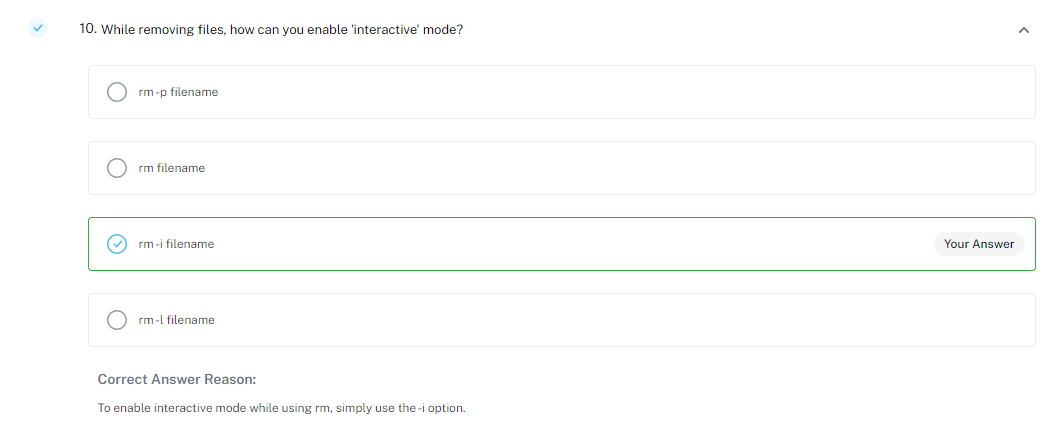 10. While removing files, how can you enable 'interactive' mode?
rm -p filename
rm filename
rm -i filename
Your Answer
rm -l filename
Correct Answer Reason:
To enable interactive mode while using rm, simply use the -i option.